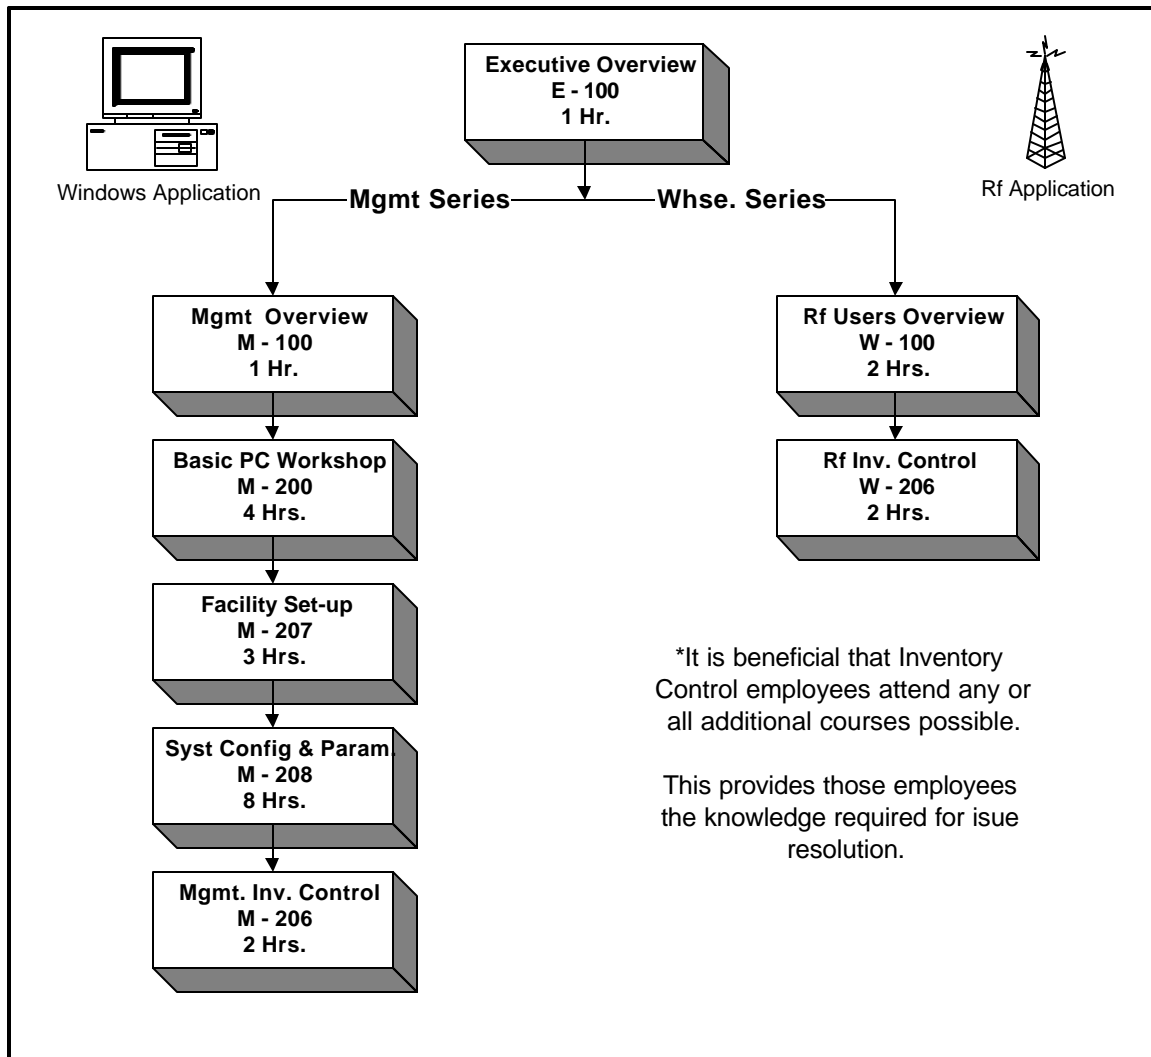 Executive Overview
E - 100
1 Hr.
Windows Application
Rf Application
Mgmt Series
Whse. Series
Mgmt Overview
M - 100
1 Hr.
Rf Users Overview
W - 100
2 Hrs.
Basic PC Workshop
M - 200
4 Hrs.
Rf Inv. Control
W - 206
2 Hrs.
Facility Set-up
M - 207
3 Hrs.
*It is beneficial that Inventory
Control employees attend any or
all additional courses possible.
This provides those employees
the knowledge required for isue
resolution.
Syst Config & Param.
M - 208
8 Hrs.
Mgmt. Inv. Control
M - 206
2 Hrs.